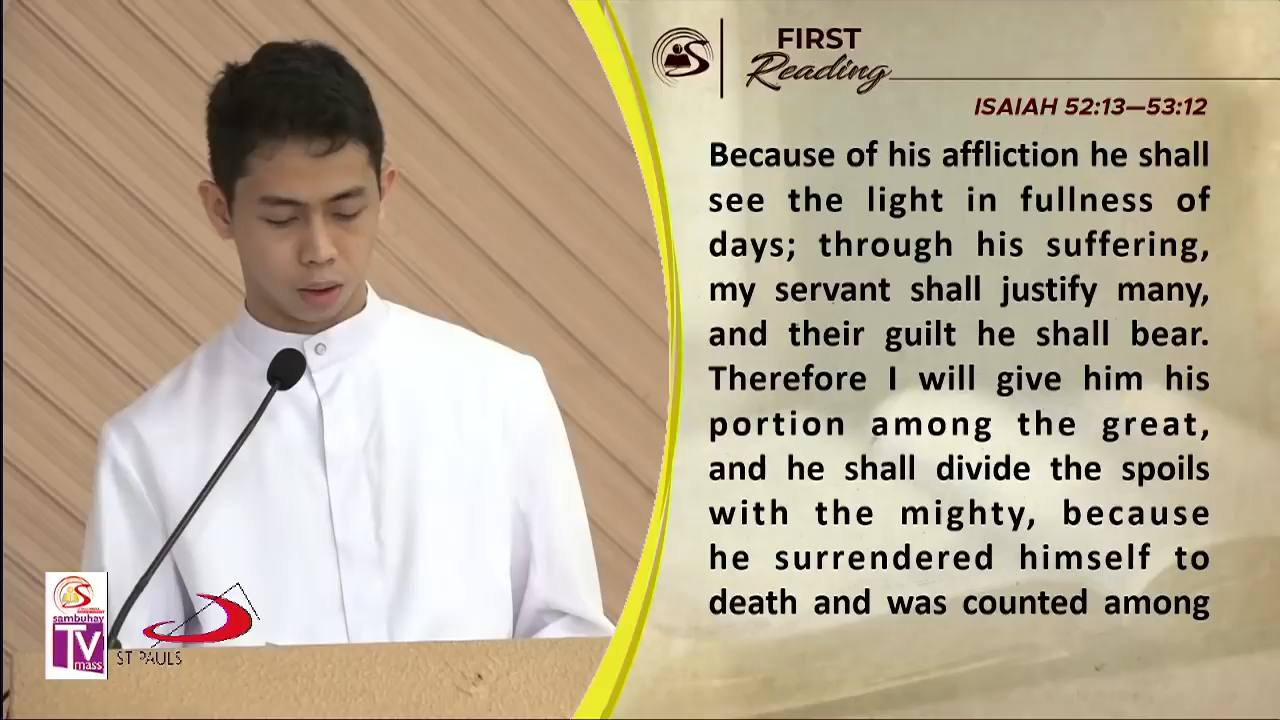 FIRST
Reading
ISAIAH 52:13—53:12
Because of his affliction he shall
see the light in fullness of
days; through his suffering,
my servant shall justify many,
and their guilt he shall bear.
Therefore I will give him his
portion among the great,
and he shall divide the spoils
with the mighty, because
he surrendered himself to
death and was counted among
sambuhay
TV
mass
ST PAULS